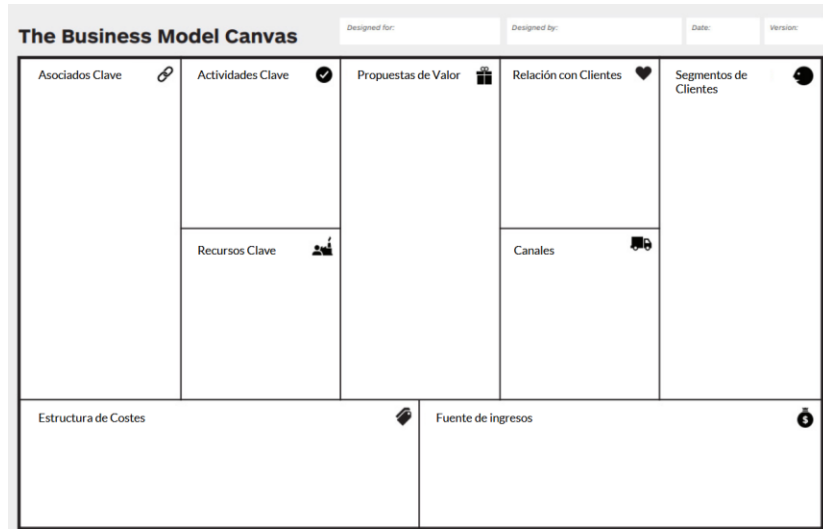 The Business Model Canvas
Designed for:
Designed by:
Date:
Version:
Asociados Clave
Actividades Clave
Propuestas de Valor
Relación con Clientes
Segmentos de
Clientes
Recursos Clave
Canales
Estructura de Costes
Fuente de ingresos
$